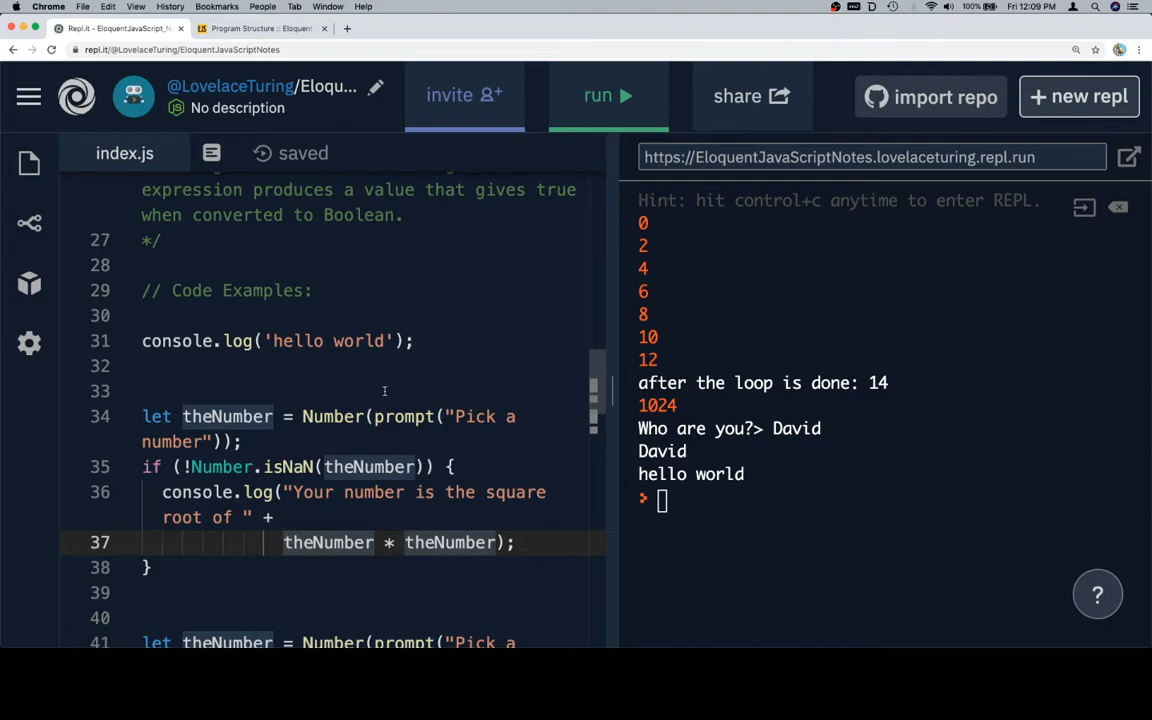 Chrome File Edit View History Bookmarks People Tab Window Help 100% Fri 12:09 PM
Repl.it - EloquentJavaScript_N Program Structure :: Eloquent
repl.it/@LovelaceTuring/EloquentJavaScriptNotes
@LovelaceTuring/Eloqu...
No description
invite run share import repo + new repl
index.js saved
https://EloquentJavaScriptNotes.lovelaceturing.repl.run
expression produces a value that gives true
when converted to Boolean.
27 */
28
29 // Code Examples:
30
31 console.log('hello world');
32
33
34 let theNumber = Number(prompt("Pick a
number"));
35 if (!Number.isNaN(theNumber)) {
36 console.log("Your number is the square
root of " +
37 theNumber * theNumber);
38 }
39
40
41 let theNumber = Number(prompt("Pick a
Hint: hit control+c anytime to enter REPL.
0
2
4
6
8
10
12
after the loop is done: 14
1024
Who are you?> David
David
hello world
?